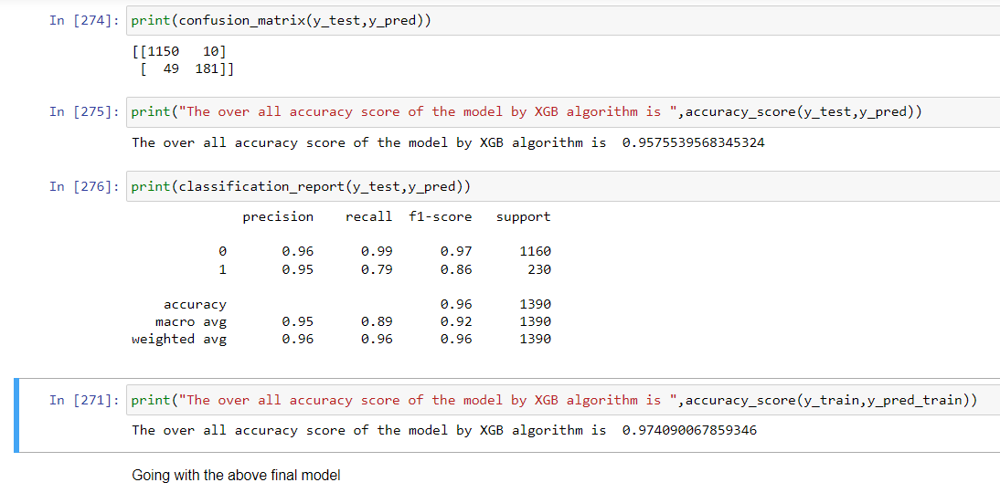 In [274]: print(confusion_matrix(y_test,y_pred))
[[1150 10]
[ 49 181]]
In [275]: print("The over all accuracy score of the model by XGB algorithm is ",accuracy_score(y_test,y_pred))
The over all accuracy score of the model by XGB algorithm is 0.9575539568345324
In [276]: print(classification_report(y_test,y_pred))
precision recall f1-score support
0 0.96 0.99 0.97 1160
1 0.95 0.79 0.86 230
accuracy 0.96 1390
macro avg 0.95 0.89 0.92 1390
weighted avg 0.96 0.96 0.96 1390
In [271]: print("The over all accuracy score of the model by XGB algorithm is ",accuracy_score(y_train,y_pred_train))
The over all accuracy score of the model by XGB algorithm is 0.974090067859346
Going with the above final model